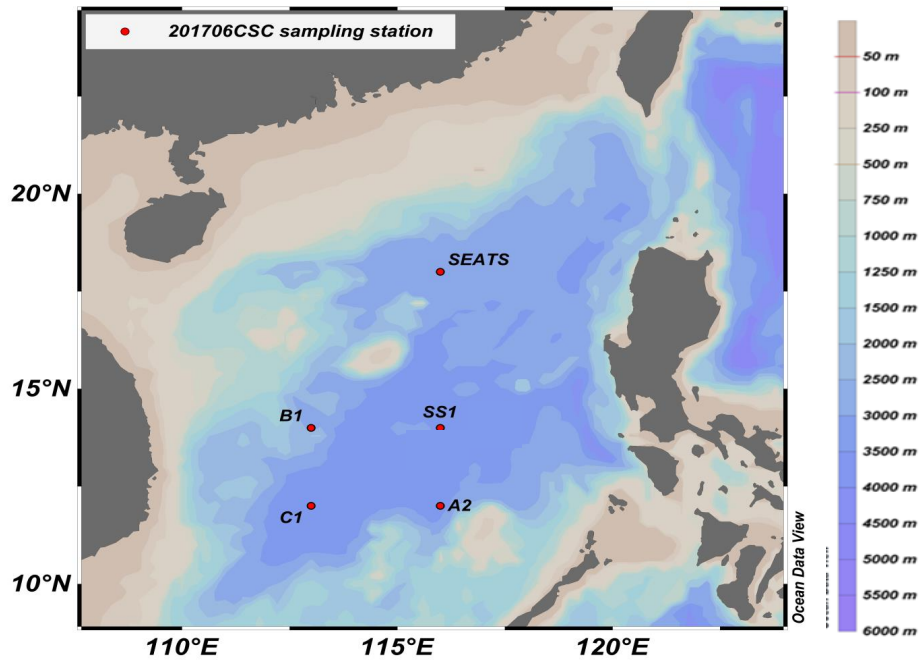 201706CSC sampling station
20°N
15°N
10°N
110°E
115°E
120°E
SEATS
B1
SS1
C1
A2
Ocean Data View
50 m
100 m
250 m
500 m
750 m
1000 m
1250 m
1500 m
2000 m
2500 m
3000 m
3500 m
4000 m
4500 m
5000 m
5500 m
6000 m